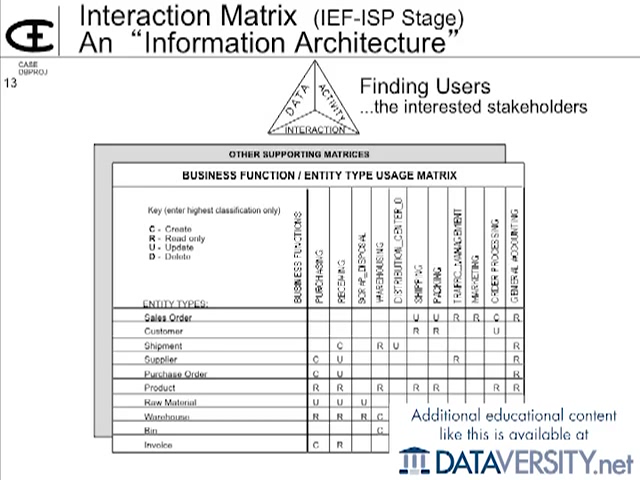 Interaction Matrix (IEF-ISP Stage)
An “Information Architecture”
CE
CASE
DBPROJ
13
DATA
ACTIVITY
INTERACTION
Finding Users
...the interested stakeholders
OTHER SUPPORTING MATRICES
BUSINESS FUNCTION / ENTITY TYPE USAGE MATRIX
Key (enter highest classification only)
C - Create
R - Read only
U - Update
D - Delete
BUSINESS FUNCTIONS
PURCHASING
RECEIVING
SCRAP_DISPOSAL
WAREHOUSING
DISTRIBUTION_CENTER_O
SHIPPING
PACKING
TRAFFIC_MANAGEMENT
MARKETING
ORDER PROCESSING
GENERAL ACCOUNTING
ENTITY TYPES:
Sales Order U U R R C R
Customer R R U
Shipment C R U R
Supplier C U R R
Purchase Order C U R
Product R R R R R R R
Raw Material U U U
Warehouse R R R C
Bin C
Invoice C R
Additional educational content
like this is available at
DATAVERSITY.net